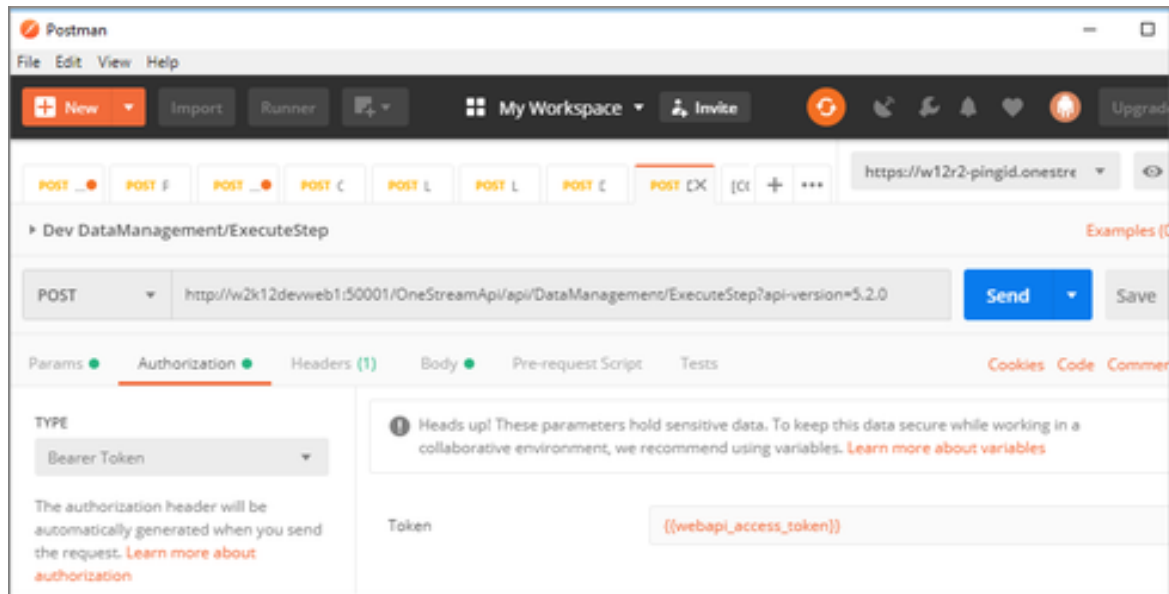 Postman
File Edit View Help
New Import Runner My Workspace Invite Upgrad
POST _ POST F POST _ POST C POST L POST L POST POST https://w12r2-pingid.onestre
Dev DataManagement/ExecuteStep Examples (
POST http://w2k12devweb1:50001/OneStreamApi/api/DataManagement/ExecuteStep?api-version=5.2.0 Send Save
Params Authorization Headers (1) Body Pre-request Script Tests Cookies Code Commen
TYPE
Bearer Token
The authorization header will be
automatically generated when you send
the request. Learn more about
authorization
Heads up! These parameters hold sensitive data. To keep this data secure while working in a
collaborative environment, we recommend using variables. Learn more about variables
Token {{webapi_access_token}}